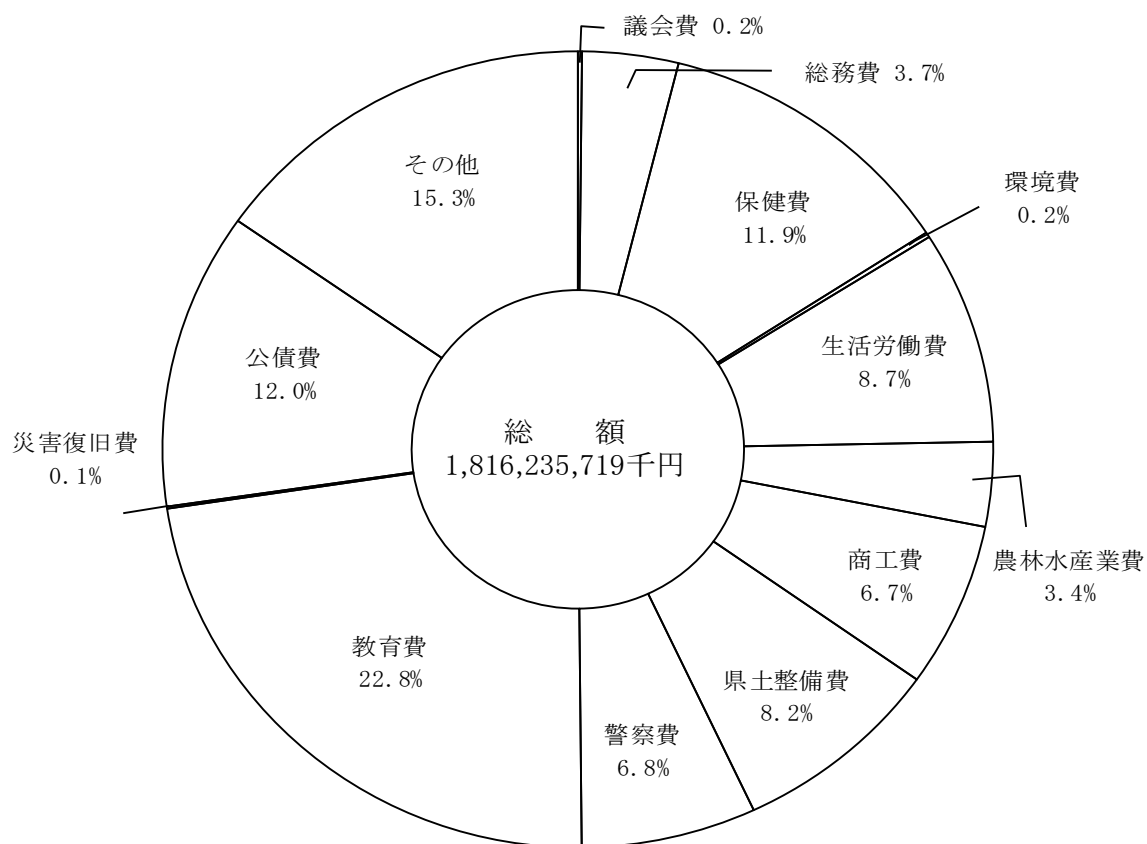 議会費 0.2%
総務費 3.7%
保健費
11.9%
環境費
0.2%
生活労働費
8.7%
農林水産業費
3.4%
商工費
6.7%
県土整備費
8.2%
警察費
6.8%
教育費
22.8%
災害復旧費
0.1%
公債費
12.0%
その他
15.3%
総 額
1,816,235,719千円